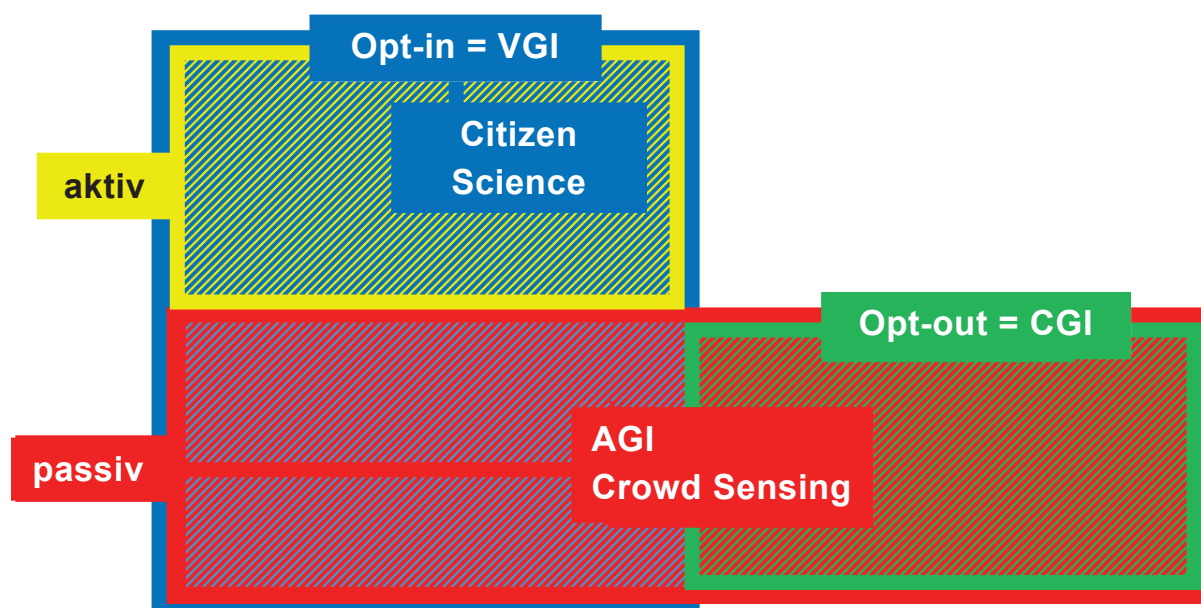 Opt-in = VGI
Citizen
Science
aktiv
Opt-out = CGI
AGI
Crowd Sensing
passiv